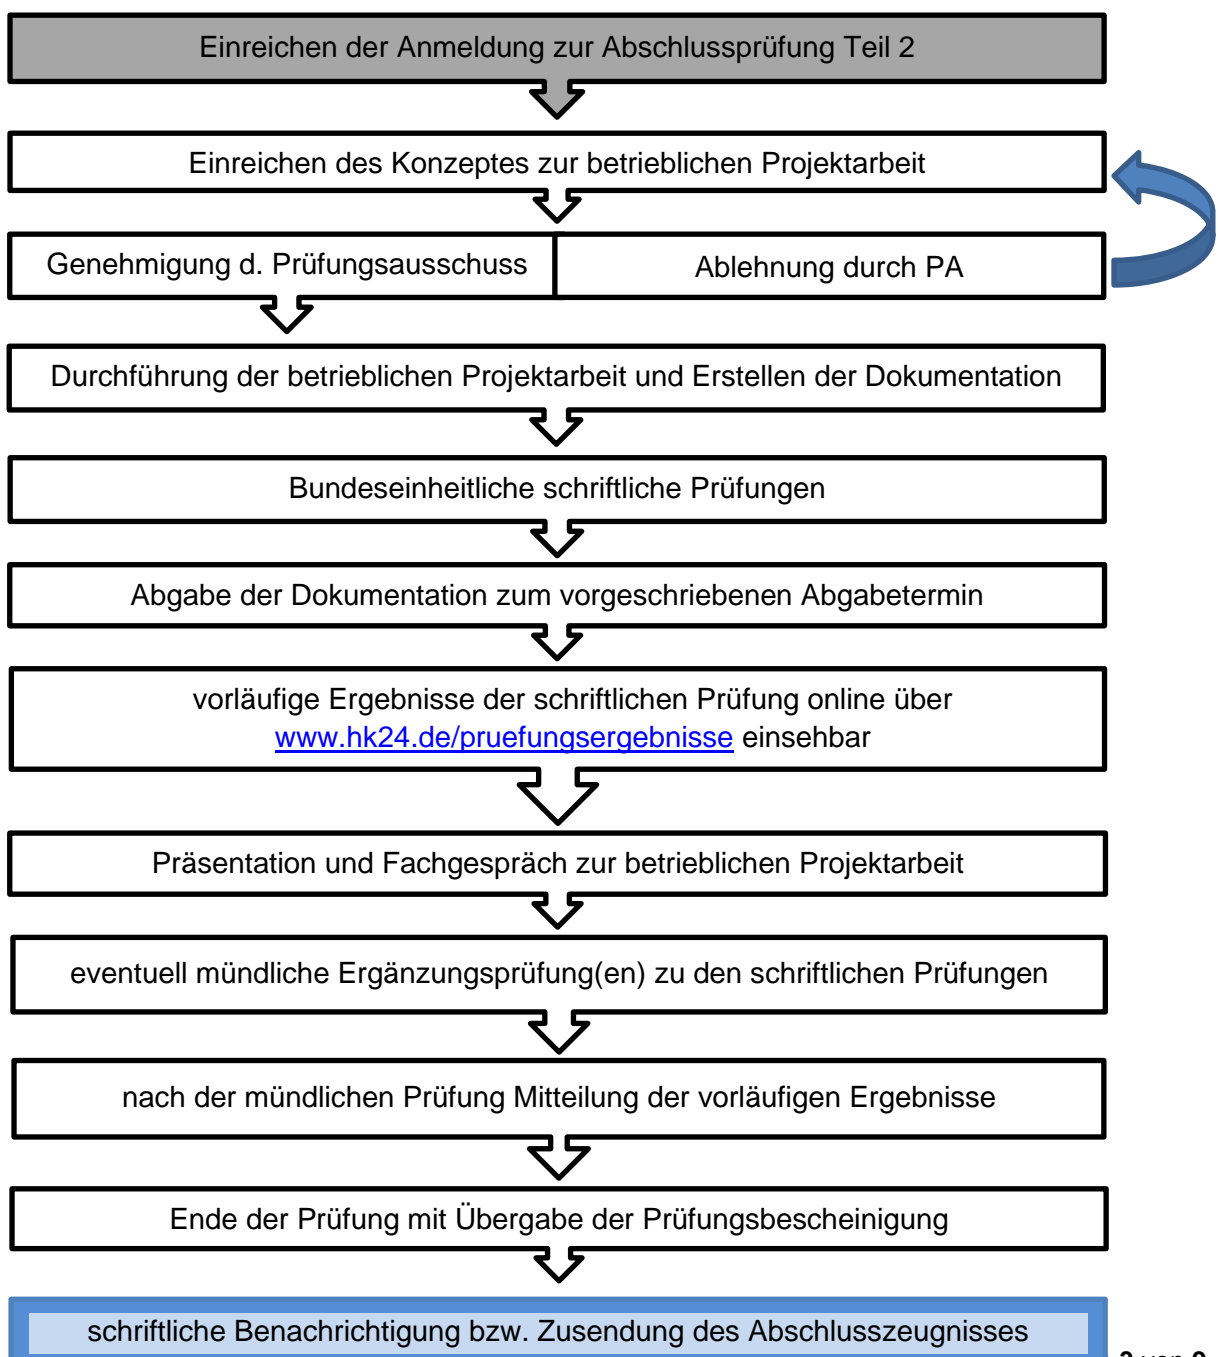 Einreichen der Anmeldung zur Abschlussprüfung Teil 2
Einreichen des Konzeptes zur betrieblichen Projektarbeit
Genehmigung d. Prüfungsausschuss
Ablehnung durch PA
Durchführung der betrieblichen Projektarbeit und Erstellen der Dokumentation
Bundeseinheitliche schriftliche Prüfungen
Abgabe der Dokumentation zum vorgeschriebenen Abgabetermin
vorläufige Ergebnisse der schriftlichen Prüfung online über
www.hk24.de/pruefungsergebnisse einsehbar
Präsentation und Fachgespräch zur betrieblichen Projektarbeit
eventuell mündliche Ergänzungsprüfung(en) zu den schriftlichen Prüfungen
nach der mündlichen Prüfung Mitteilung der vorläufigen Ergebnisse
Ende der Prüfung mit Übergabe der Prüfungsbescheinigung
schriftliche Benachrichtigung bzw. Zusendung des Abschlusszeugnisses
von